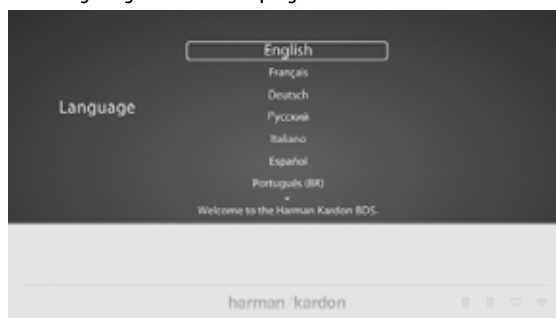 English
Français
Deutsch
Language
Русский
Italiano
Español
Português (BR)
Welcome to the Harman Kardon BDS.
harman/kardon